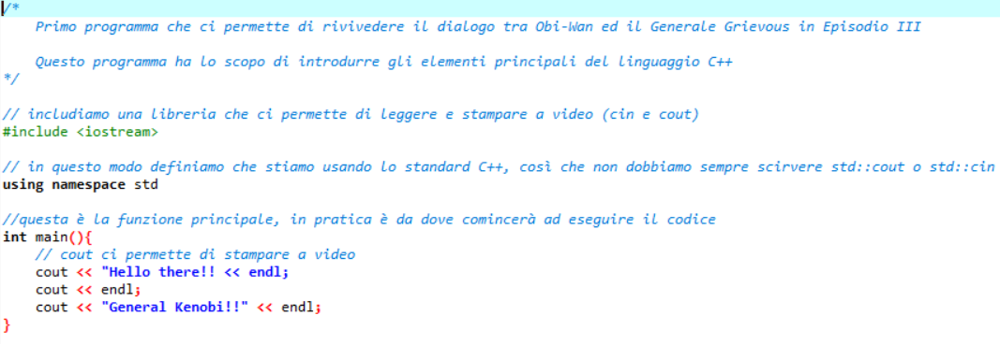 /*
Primo programma che ci permette di rivivedere il dialogo tra Obi-Wan ed il Generale Grievous in Episodio III
Questo programma ha lo scopo di introdurre gli elementi principali del linguaggio C++
*/
// includiamo una libreria che ci permette di leggere e stampare a video (cin e cout)
#include <iostream>
// in questo modo definiamo che stiamo usando lo standard C++, così che non dobbiamo sempre scirvere std::cout o std::cin
using namespace std
//questa è la funzione principale, in pratica è da dove comincerà ad eseguire il codice
int main(){
// cout ci permette di stampare a video
cout << "Hello there!! << endl;
cout << endl;
cout << "General Kenobi!!" << endl;
}